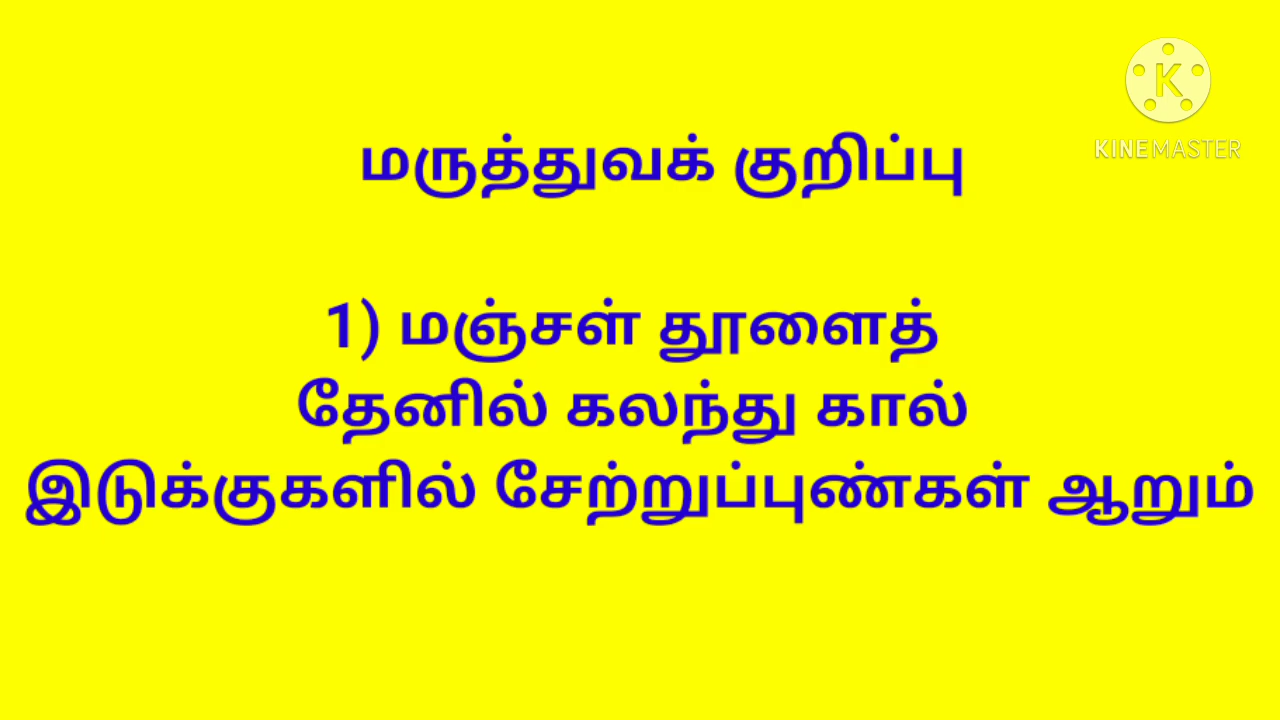 மருத்துவக் குறிப்பு
KINEMASTER
1) மஞ்சள் தூளைத்
தேனில் கலந்து கால்
இடுக்குகளில் சேற்றுப்புண்கள் ஆறும்